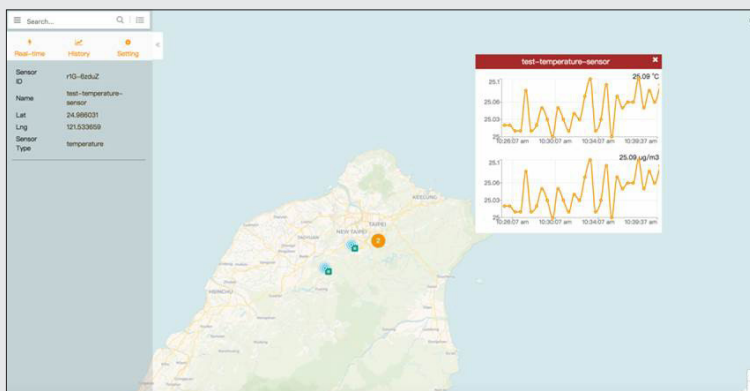 Search...
Real-time History Setting
Sensor ID r1G-6zduZ
Name test-temperature-sensor
Lat 24.986031
Lng 121.533659
Sensor Type temperature
test-temperature-sensor
25.09 °C
25.1
25.06
25.03
25
10:26:07 am 10:30:07 am 10:34:07 am 10:39:37 am
25.09 ug/m3
25.1
25.06
25.03
25
10:26:07 am 10:30:07 am 10:34:07 am 10:39:37 am
KEELUNG
TAIPEI
NEW TAIPEI
2
HSINCHU